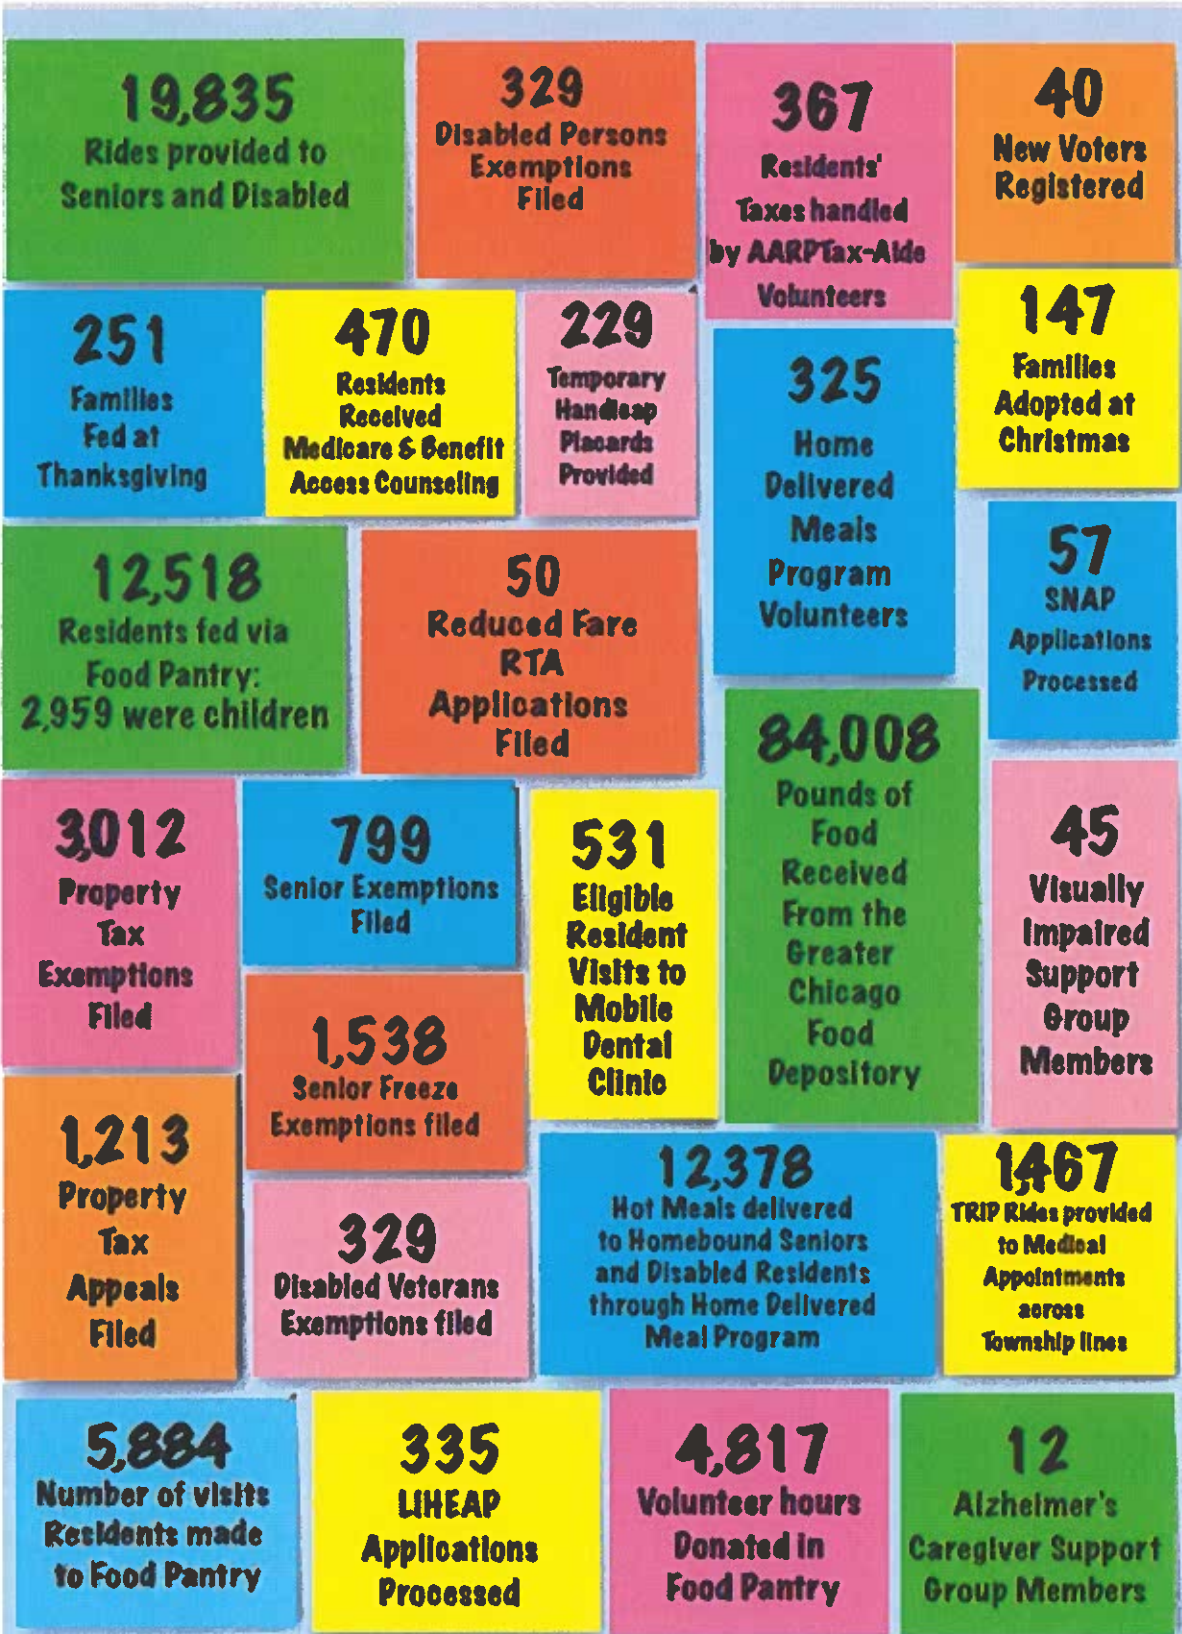 19,835
Rides provided to
Seniors and Disabled
329
Disabled Persons
Exemptions
Filed
367
Residents'
Taxes handled
by AARPTax-Aide
Volunteers
40
New Voters
Registered
251
Families
Fed at
Thanksgiving
470
Residents
Received
Medicare & Benefit
Access Counseling
229
Temporary
Handicap
Placards
Provided
325
Home
Delivered
Meals
Program
Volunteers
147
Families
Adopted at
Christmas
12,518
Residents fed via
Food Pantry:
2,959 were children
50
Reduced Fare
RTA
Applications
Filed
57
SNAP
Applications
Processed
3,012
Property
Tax
Exemptions
Filed
799
Senior Exemptions
Filed
531
Eligible
Resident
Visits to
Mobile
Dental
Clinic
84,008
Pounds of
Food
Received
From the
Greater
Chicago
Food
Depository
45
Visually
Impaired
Support
Group
Members
1,538
Senior Freeze
Exemptions filed
1,213
Property
Tax
Appeals
Filed
329
Disabled Veterans
Exemptions filed
12,378
Hot Meals delivered
to Homebound Seniors
and Disabled Residents
through Home Delivered
Meal Program
1,467
TRIP Rides provided
to Medical
Appointments
across
Township lines
5,884
Number of visits
Residents made
to Food Pantry
335
LIHEAP
Applications
Processed
4,817
Volunteer hours
Donated in
Food Pantry
12
Alzheimer's
Caregiver Support
Group Members